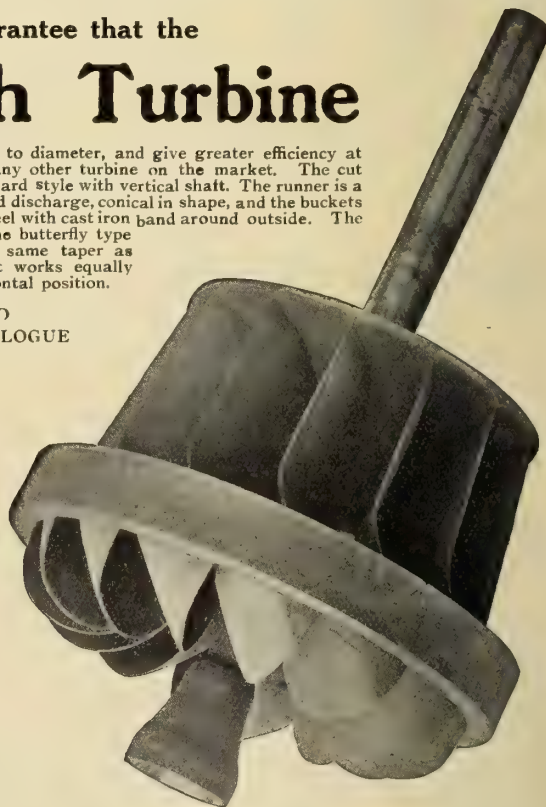 rantee that the
h Turbine
to diameter, and give greater efficiency at
ny other turbine on the market. The cut
ard style with vertical shaft. The runner is a
d discharge, conical in shape, and the buckets
eel with cast iron band around outside. The
e butterfly type
same taper as
t works equally
ontal position.
LOGUE